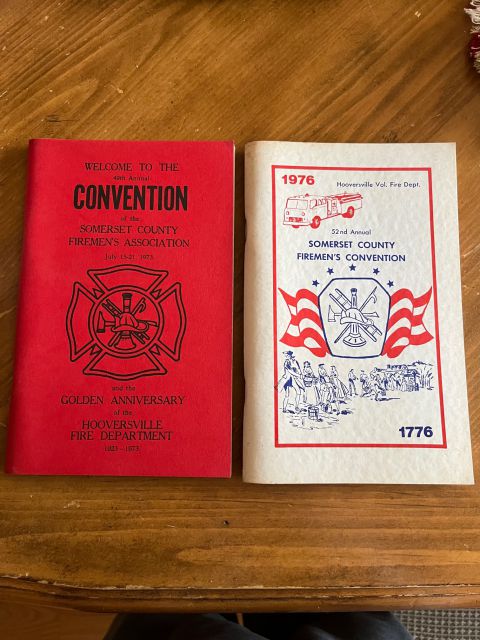 WELCOME TO THE
49th Annual
CONVENTION
of the
SOMERSET COUNTY
FIREMEN'S ASSOCIATION
July 15-21, 1973
and the
GOLDEN ANNIVERSARY
of the
HOOVERSVILLE
FIRE DEPARTMENT
1923-1973
1976
Hooversville Vol. Fire Dept.
52nd Annual
SOMERSET COUNTY
FIREMEN'S CONVENTION
1776